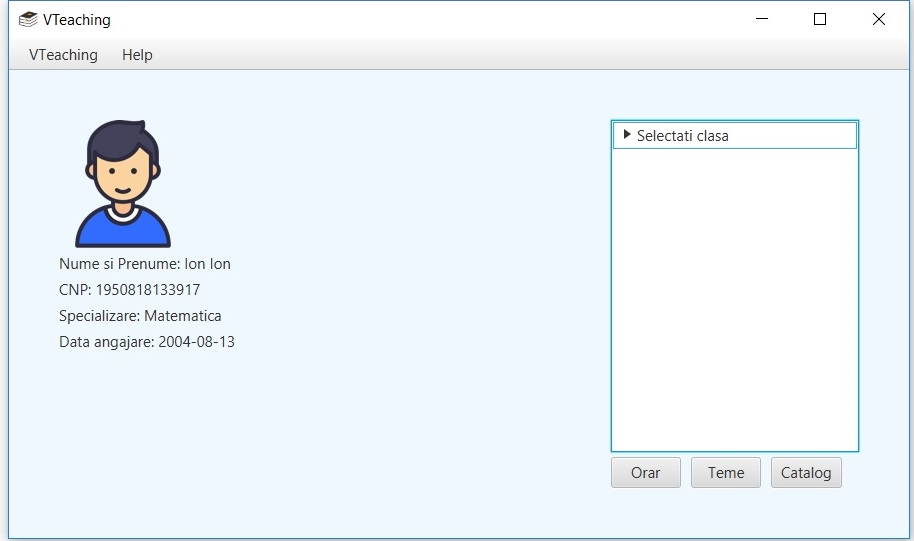 VTeaching
VTeaching Help
Nume si Prenume: Ion Ion
CNP: 1950818133917
Specializare: Matematica
Data angajare: 2004-08-13
Selectati clasa
Orar Teme Catalog